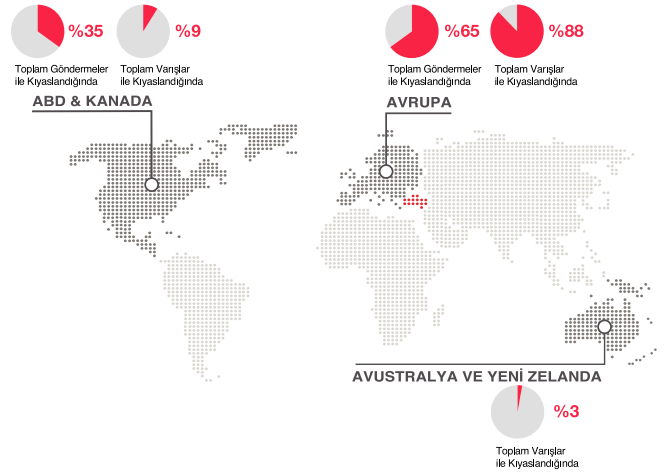 %35
Toplam Göndermeler
ile Kıyaslandığında
%9
Toplam Varışlar
ile Kıyaslandığında
ABD & KANADA
%65
Toplam Göndermeler
ile Kıyaslandığında
%88
Toplam Varışlar
ile Kıyaslandığında
AVRUPA
AVUSTRALYA VE YENİ ZELANDA
%3
Toplam Varışlar
ile Kıyaslandığında